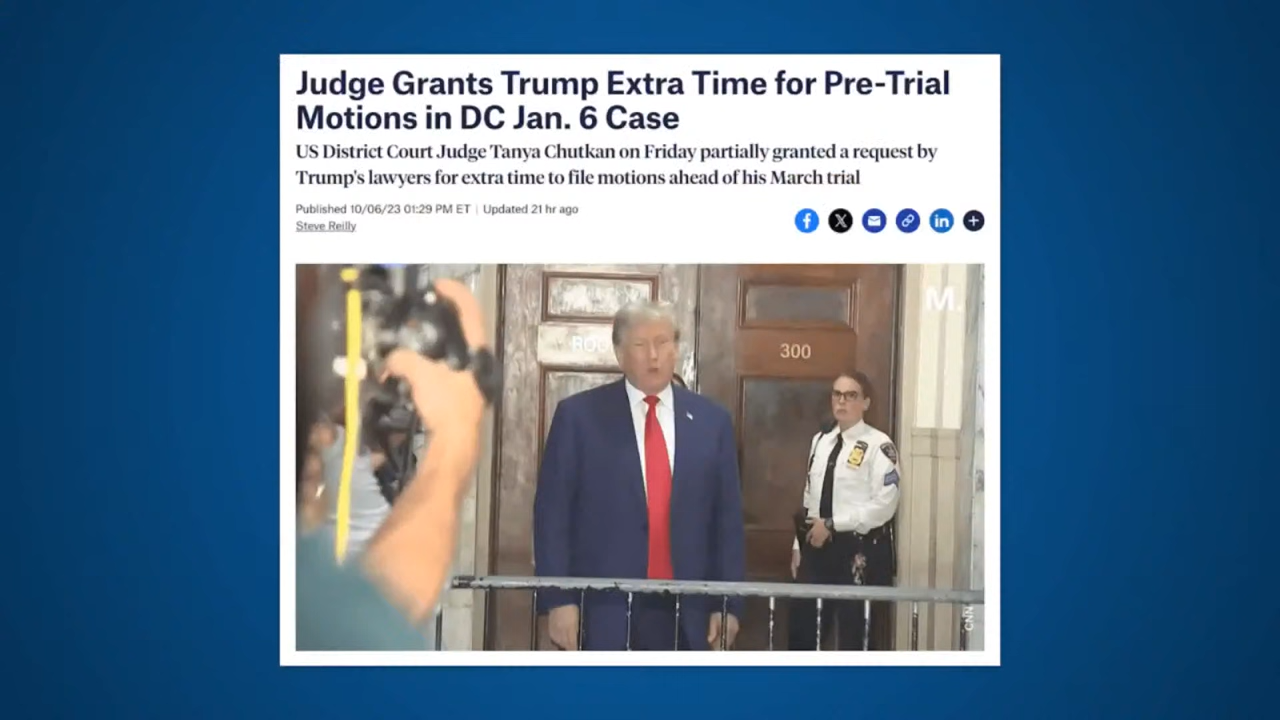 Judge Grants Trump Extra Time for Pre-Trial
Motions in DC Jan. 6 Case
US District Court Judge Tanya Chutkan on Friday partially granted a request by
Trump's lawyers for extra time to file motions ahead of his March trial
Published 10/06/23 01:29 PM ET | Updated 21 hr ago
Steve Reilly
M.
ROO
300
CNN